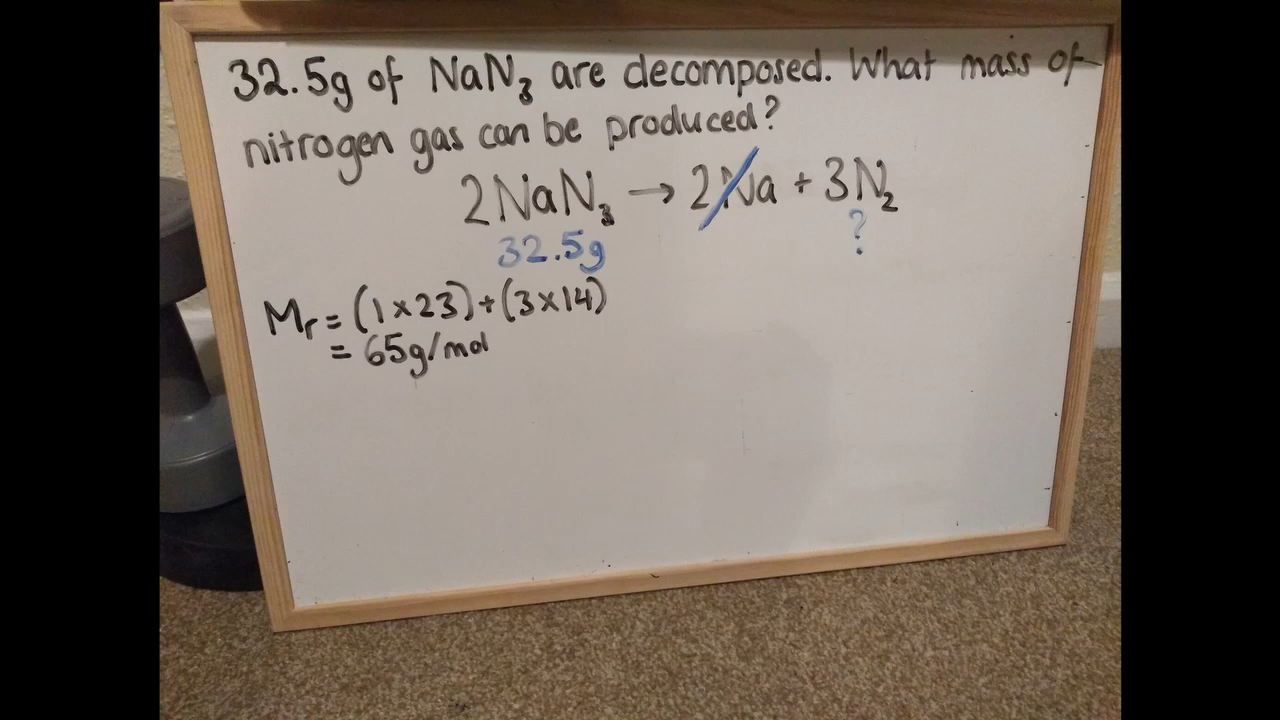 32.5g of NaN₃ are decomposed. What mass of
nitrogen gas can be produced?
2NaN₃ → 2Na + 3N₂
32.5g ?
Mr = (1×23)+(3×14)
= 65g/mol